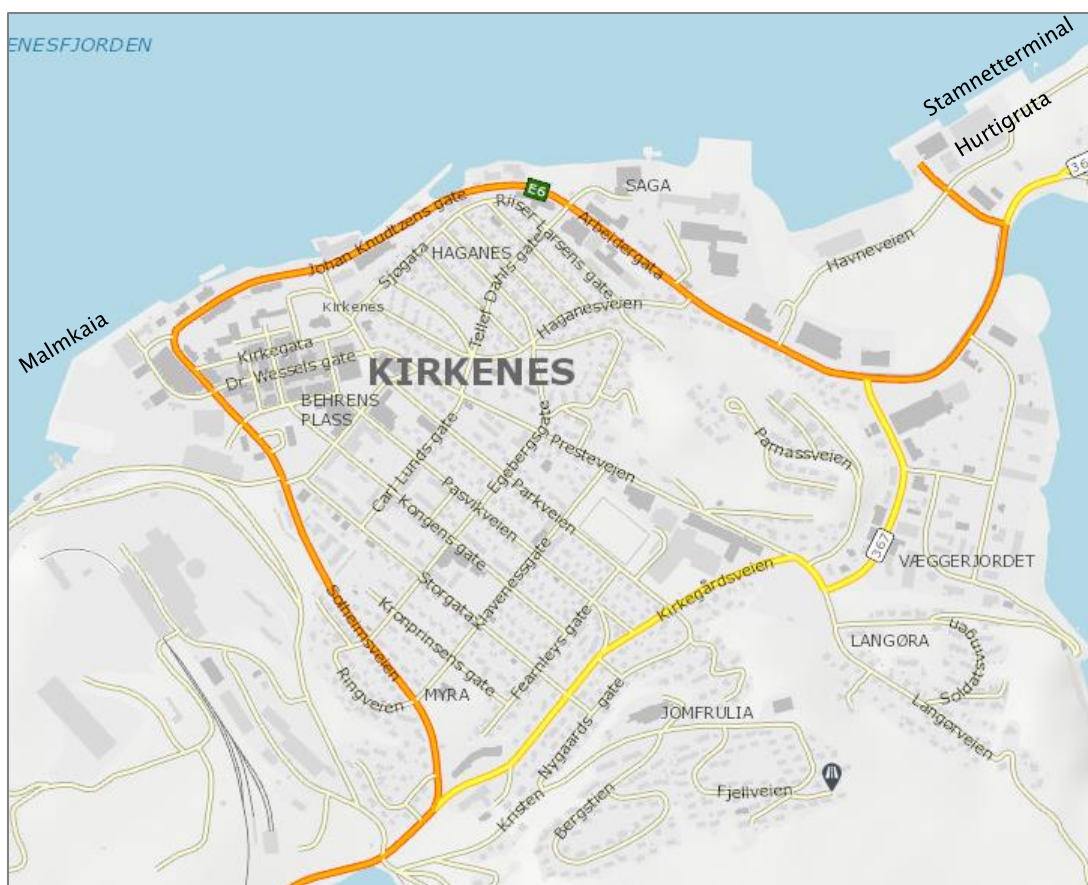 ENESFJORDEN
Stamnetterminal
Hurtigruta
E6
SAGA
Riiser Larsens gate
Arbeidergata
Johan Knudtzens gate
Sjøgata
HAGANES
Tellef Dahls gate
Havneveien
Kirkenes
Haganesveien
Malmkaia
Kirkegata
Dr. Wessels gate
KIRKENES
BEHRENS
PLASS
Egebergsgate
Presteveien
Parnassveien
Carl Lunds gate
Pasvikveien
Parkveien
Kongens gate
367
VÆGGERJORDET
Klavenessgate
Kirkegårdsveien
Storgata
Kronprinsens gate
Solheimsveien
Fearnleys gate
LANGØRA
Soldatsvingen
Ringveien
MYRA
Langørveien
JOMFRULIA
Kristen Nygaards gate
Fjellveien
Bergstien